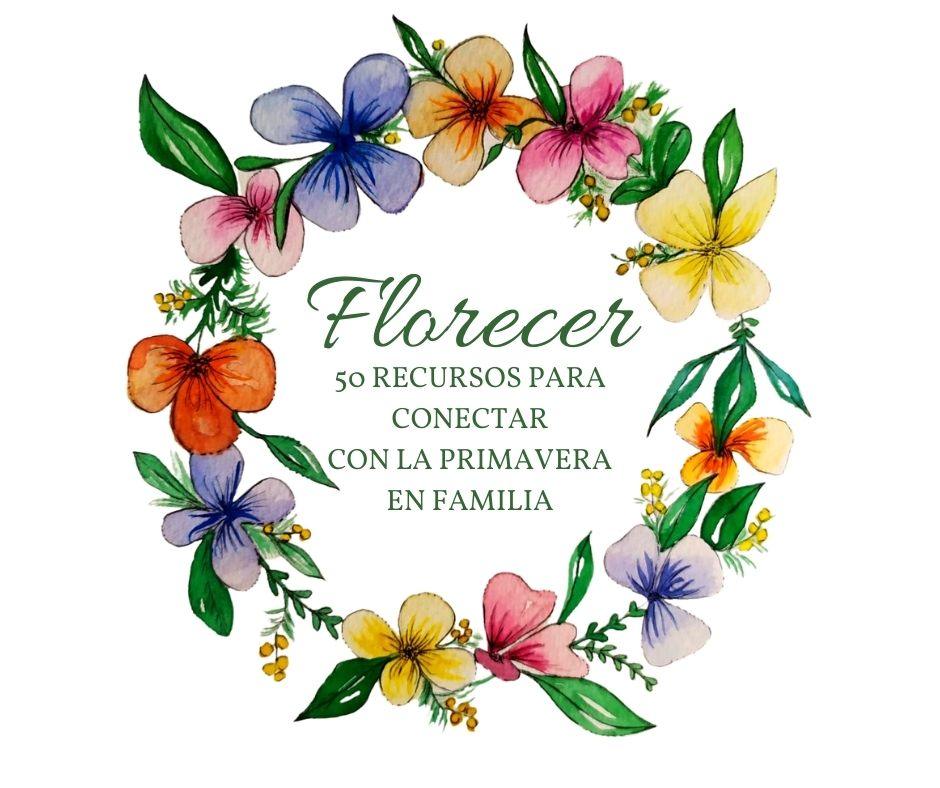 Florecer
50 RECURSOS PARA
CONECTAR
CON LA PRIMAVERA
EN FAMILIA